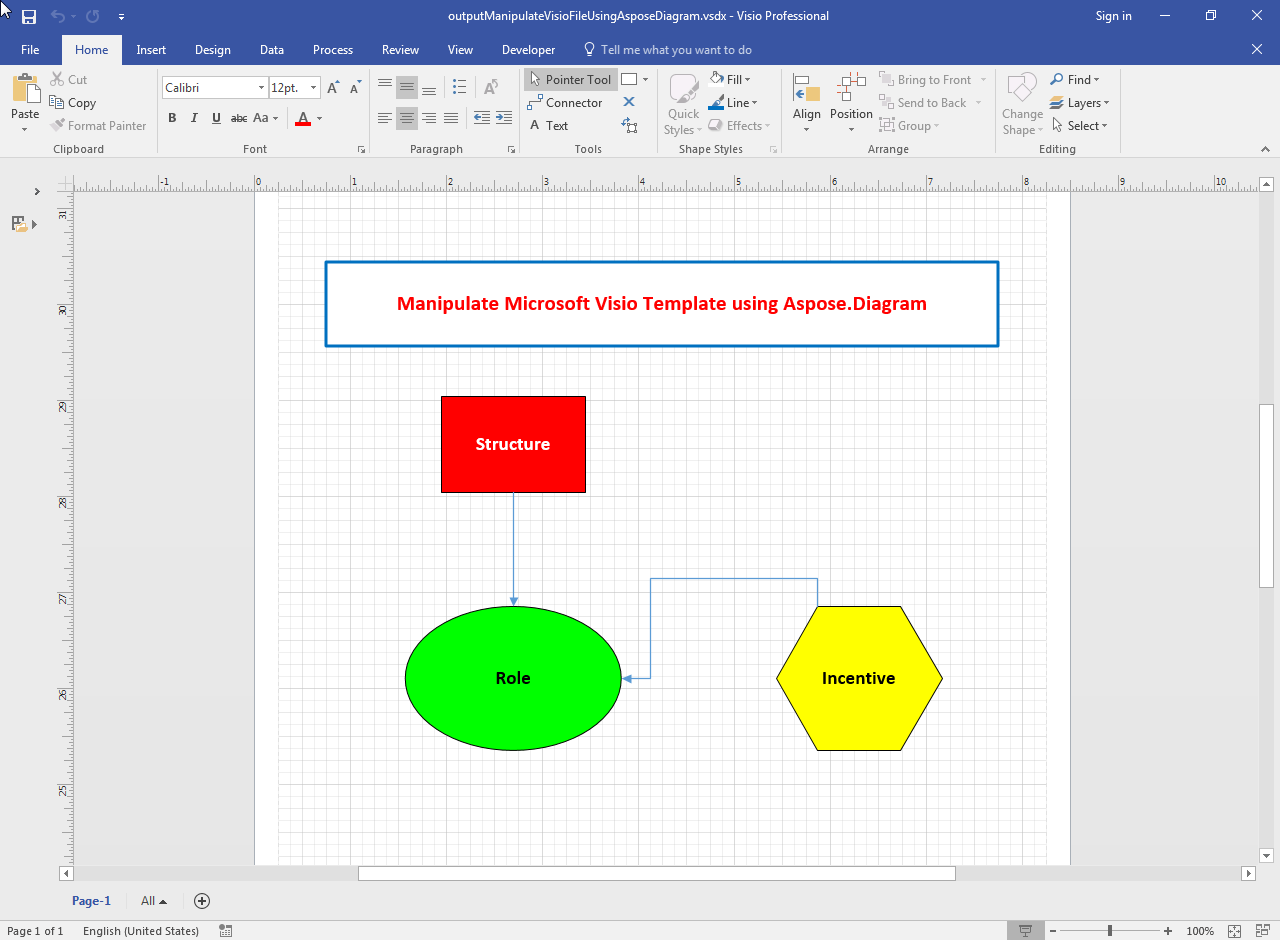 outputManipulateVisioFileUsingAsposeDiagram.vsdx - Visio Professional
Sign in
File Home Insert Design Data Process Review View Developer Tell me what you want to do
Paste
Cut
Copy
Format Painter
Clipboard
Calibri 12pt. A A
B I U abc Aa A
Font
A
Paragraph
Pointer Tool
Connector
A Text
Tools
Quick Styles
Fill
Line
Effects
Shape Styles
Align
Position
Bring to Front
Send to Back
Group
Arrange
Change Shape
Find
Layers
Select
Editing
-1 0 1 2 3 4 5 6 7 8 9 10
31
30
29
28
27
26
25
Manipulate Microsoft Visio Template using Aspose.Diagram
Structure
Role
Incentive
Page-1 All
Page 1 of 1 English (United States) 100%